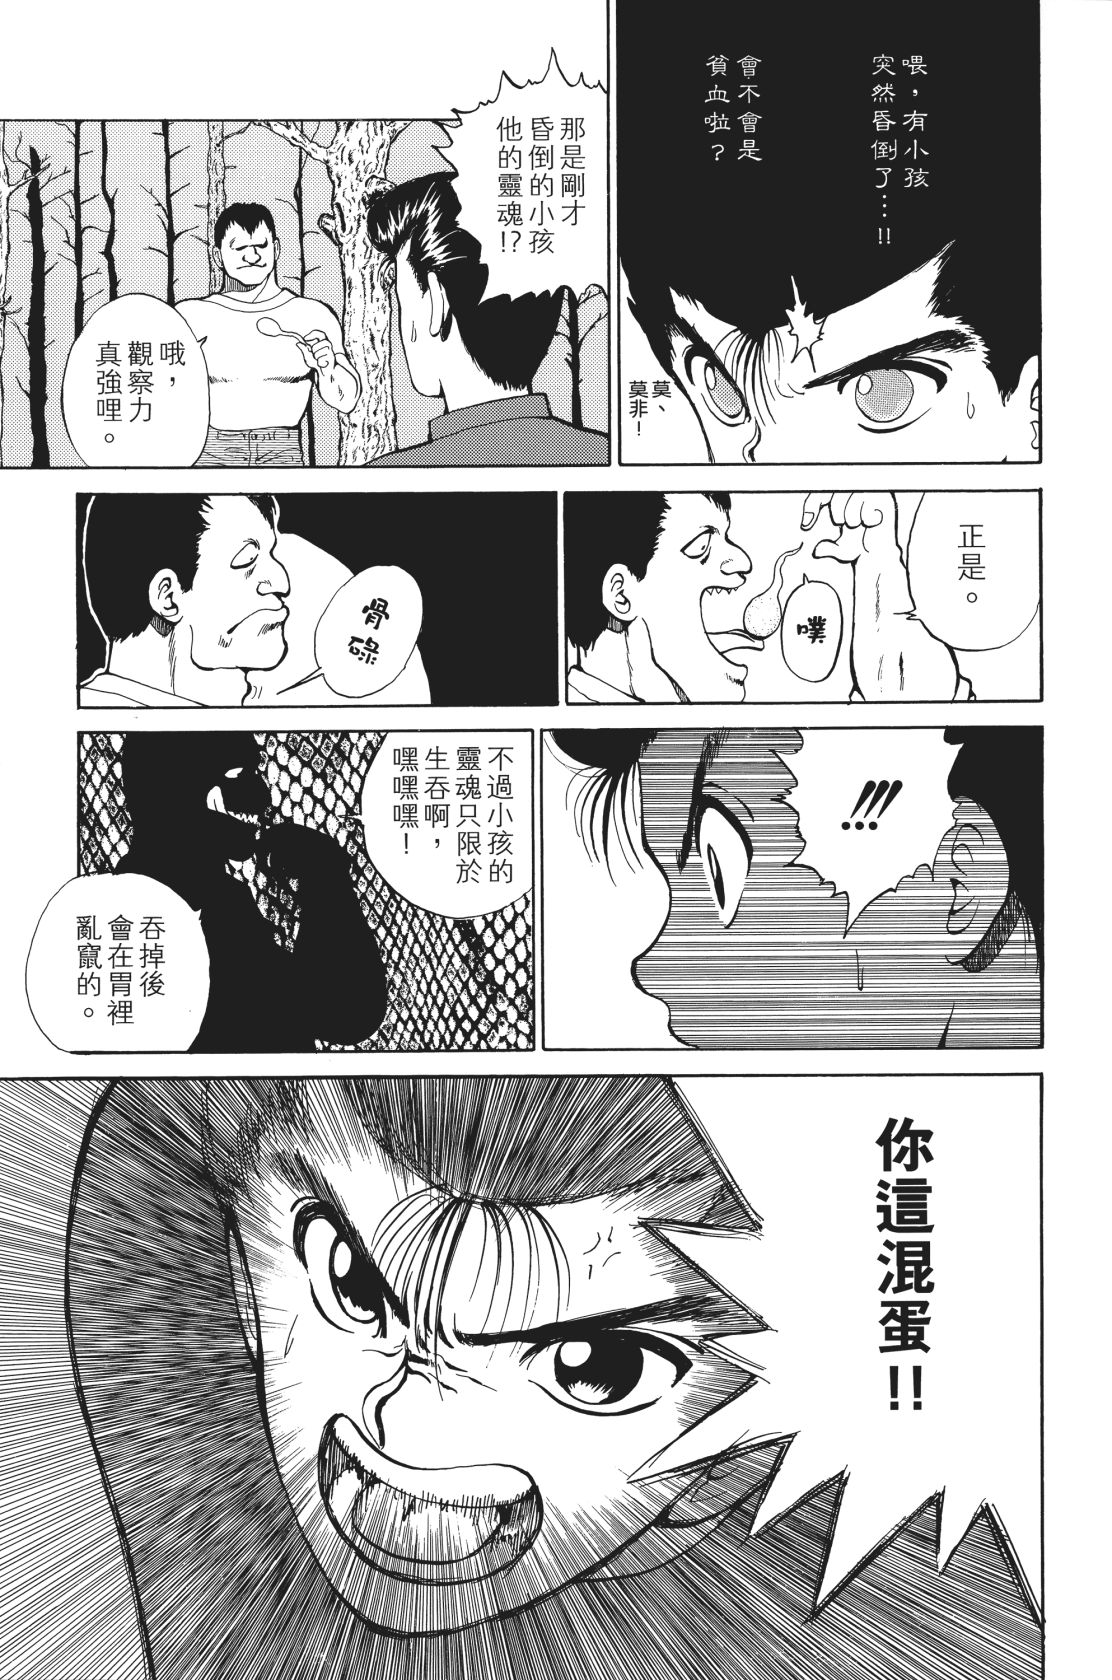 喂，有小孩
突然昏倒了…!!
會不會是
貧血啦？
莫、
莫非！
那是剛才
昏倒的小孩
他的靈魂!?
哦，
觀察力
真強哩。
正是。
噗
骨碌
!!!
不過小孩的
靈魂只限於
生吞啊，
嘿嘿嘿！
吞掉後
會在胃裡
亂竄的。
你這混蛋!!